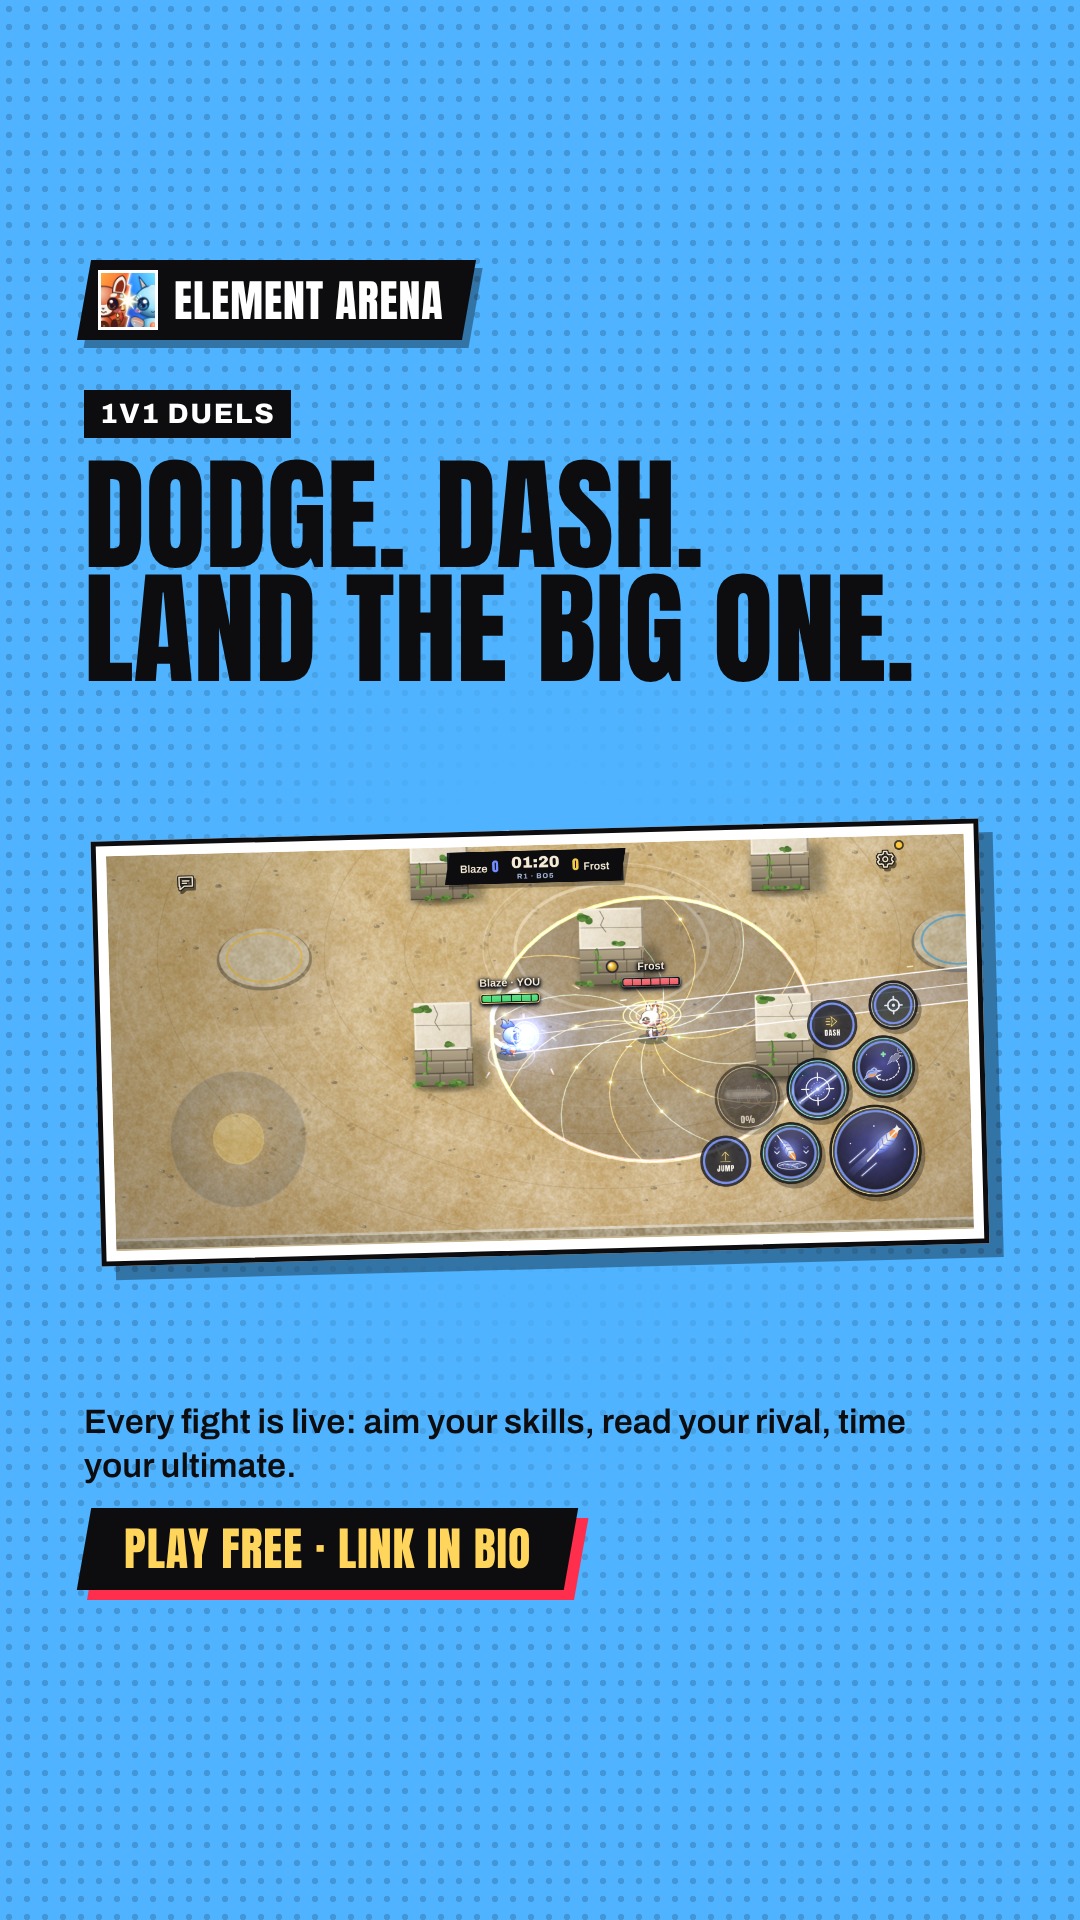 ELEMENT ARENA
1V1 DUELS
DODGE. DASH.
LAND THE BIG ONE.
Blaze 0 01:20 0 Frost
R1 · BO5
Blaze · YOU
Frost
DASH
0%
JUMP
Every fight is live: aim your skills, read your rival, time
your ultimate.
PLAY FREE · LINK IN BIO